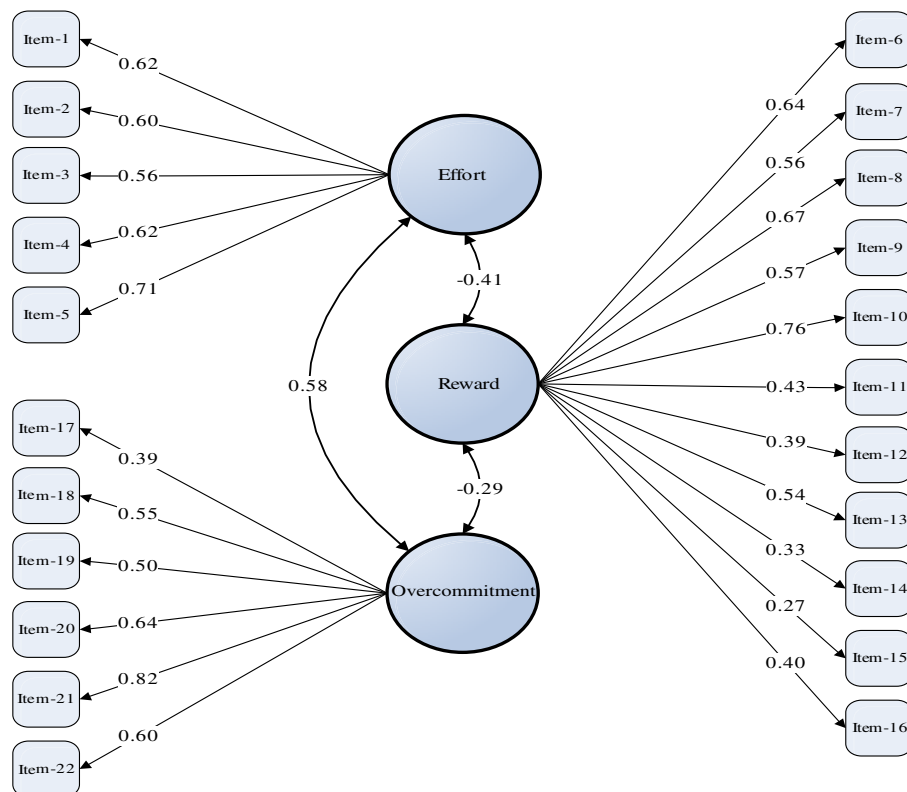 Item-1
Item-2
Item-3
Item-4
Item-5
0.62
0.60
0.56
0.62
0.71
Item-17
Item-18
Item-19
Item-20
Item-21
Item-22
0.39
0.55
0.50
0.64
0.82
0.60
Effort
-0.41
0.58
Reward
-0.29
Overcommitment
0.64
0.56
0.67
0.57
0.76
0.43
0.39
0.54
0.33
0.27
0.40
Item-6
Item-7
Item-8
Item-9
Item-10
Item-11
Item-12
Item-13
Item-14
Item-15
Item-16